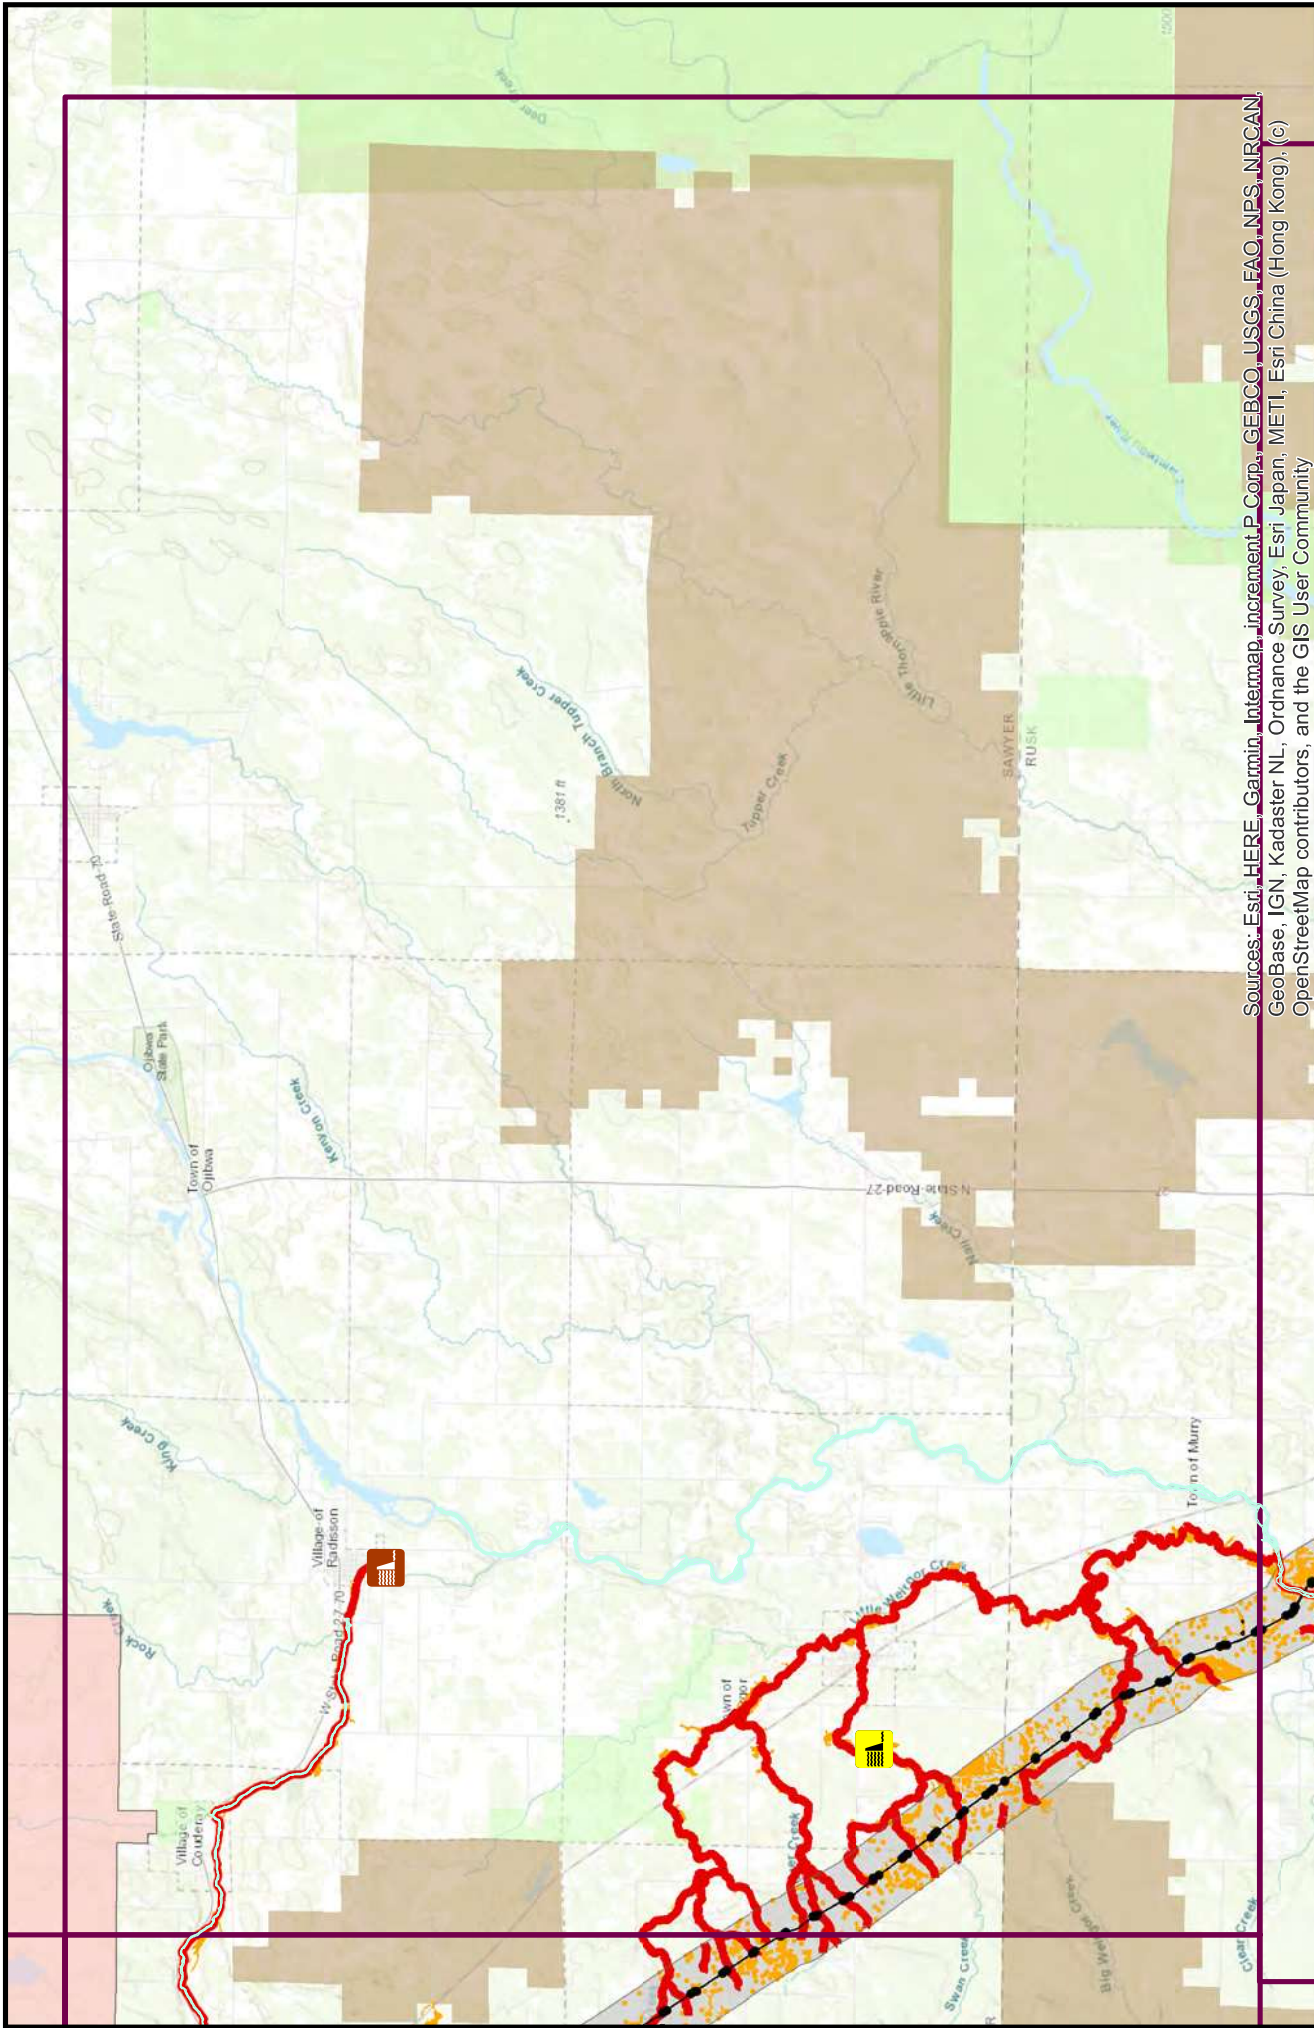 1500
Deer Creek
State Road 70
Ojibwa
State Park
Town of
Ojibwa
Kenyon Creek
King Creek
Rock Creek
Village of
Radisson
W State Road 27 70
Village of
Couderay
North Branch Tupper Creek
1381 ft
Tupper Creek
Little Thornapple River
SAWYER
RUSK
N State Road 27
27
Nail Creek
Town of Murry
Little Weirgor Creek
Creek
Swan Creek
Big Weirgor Creek
Clear Creek
R
Sources: Esri, HERE, Garmin, Intermap, increment P Corp., GEBCO, USGS, FAO, NPS, NRCAN,
GeoBase, IGN, Kadaster NL, Ordnance Survey, Esri Japan, METI, Esri China (Hong Kong), (c)
OpenStreetMap contributors, and the GIS User Community